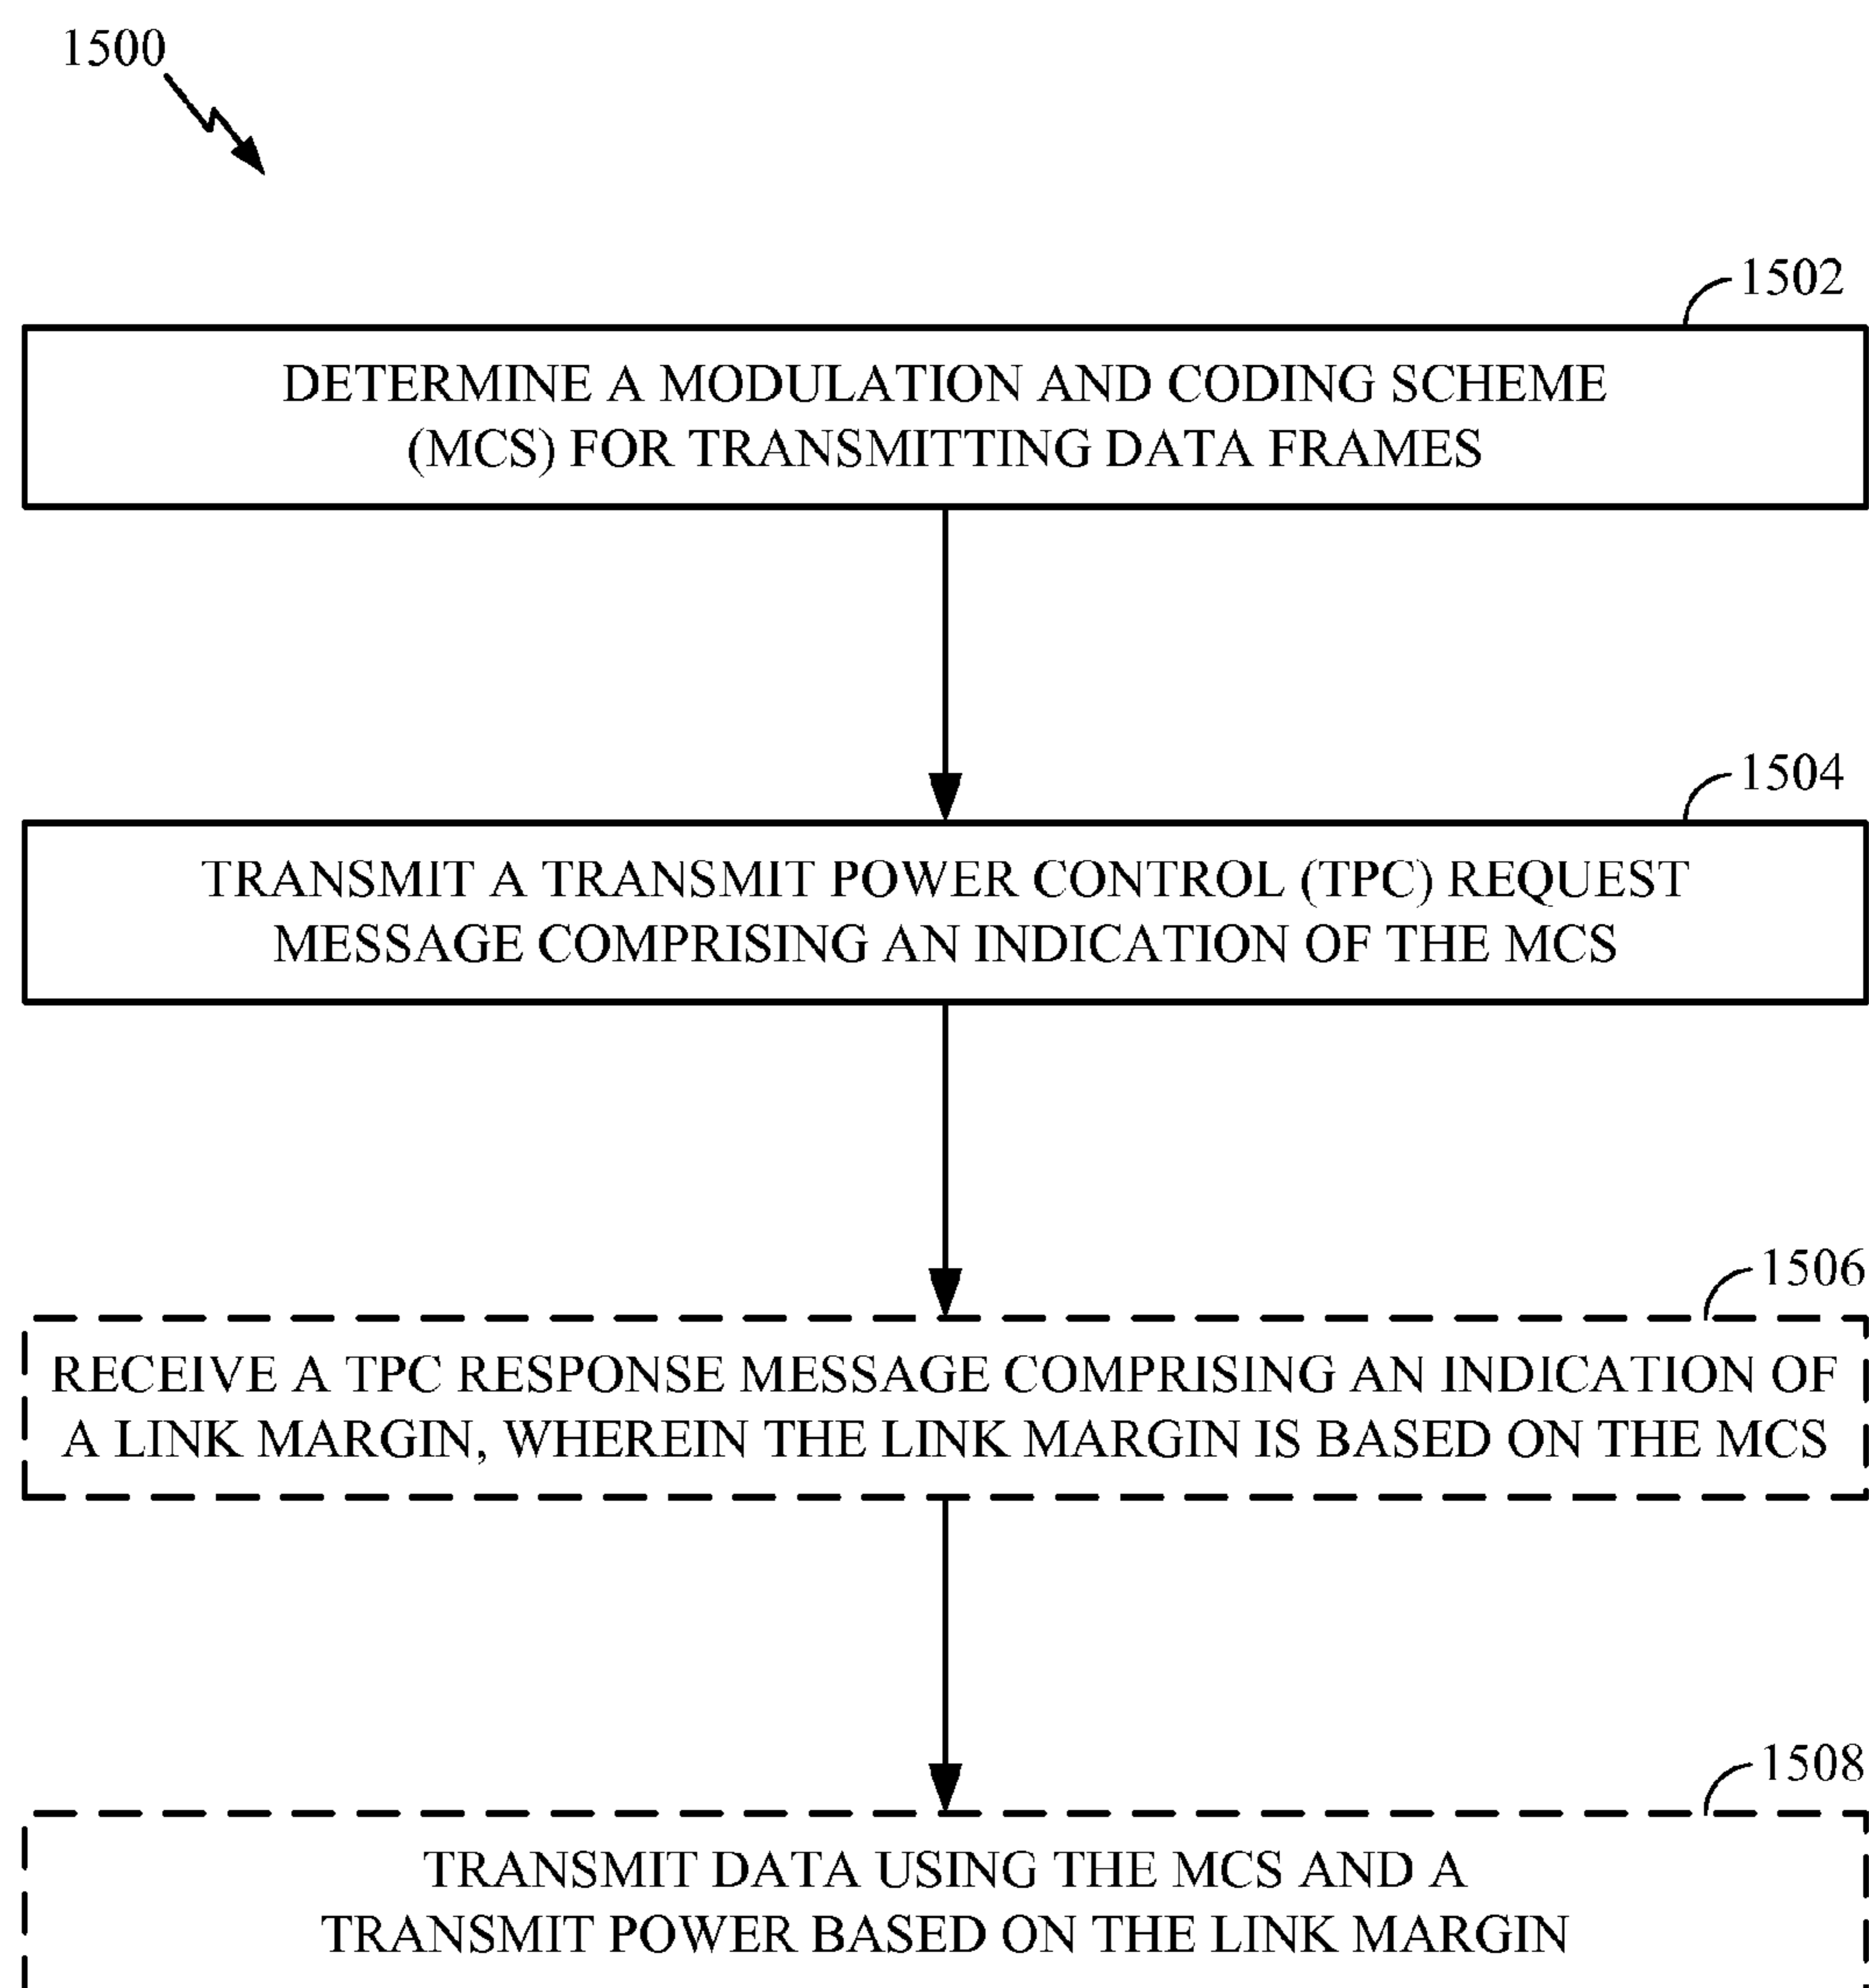 1500
1502
DETERMINE A MODULATION AND CODING SCHEME
(MCS) FOR TRANSMITTING DATA FRAMES
1504
TRANSMIT A TRANSMIT POWER CONTROL (TPC) REQUEST
MESSAGE COMPRISING AN INDICATION OF THE MCS
1506
RECEIVE A TPC RESPONSE MESSAGE COMPRISING AN INDICATION OF
A LINK MARGIN, WHEREIN THE LINK MARGIN IS BASED ON THE MCS
1508
TRANSMIT DATA USING THE MCS AND A
TRANSMIT POWER BASED ON THE LINK MARGIN